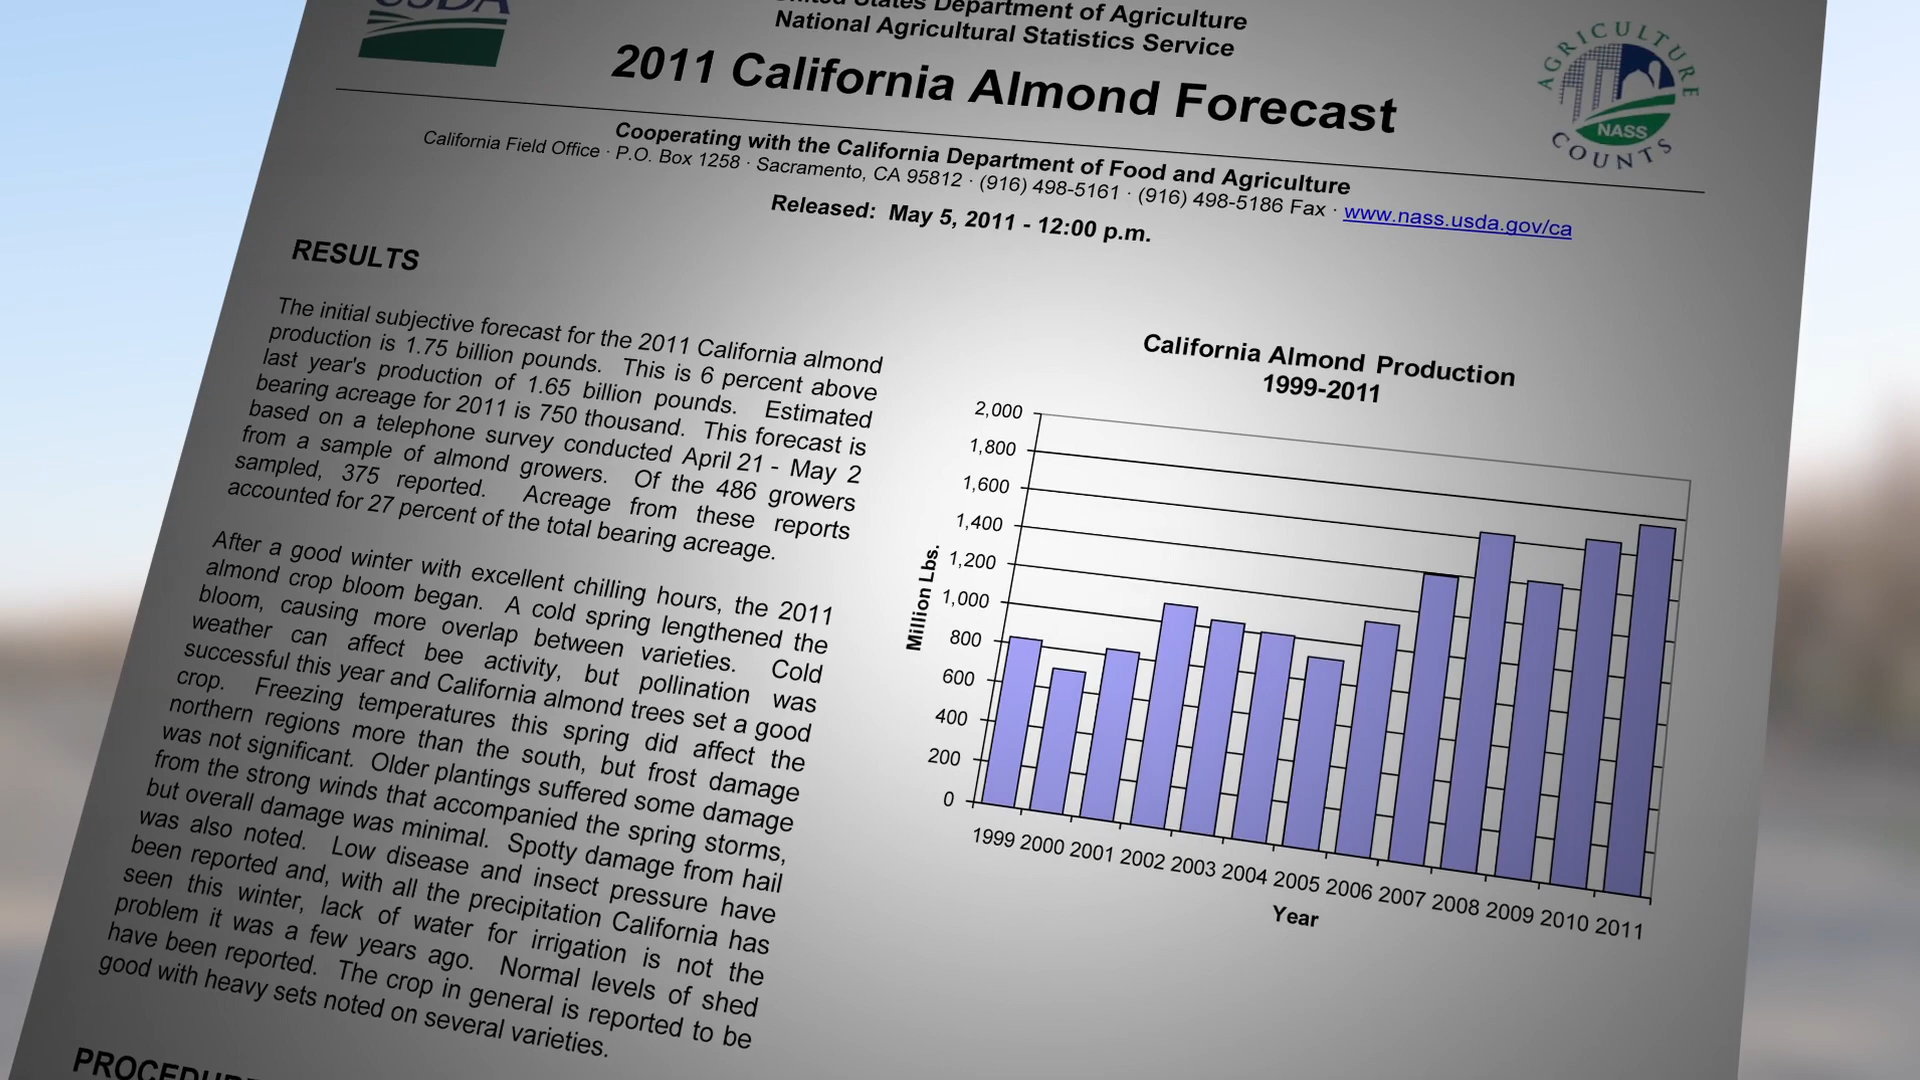 USDA
United States Department of Agriculture
National Agricultural Statistics Service
2011 California Almond Forecast
AGRICULTURE
NASS
COUNTS
Cooperating with the California Department of Food and Agriculture
California Field Office · P.O. Box 1258 · Sacramento, CA 95812 · (916) 498-5161 · (916) 498-5186 Fax · www.nass.usda.gov/ca
Released: May 5, 2011 - 12:00 p.m.
RESULTS
The initial subjective forecast for the 2011 California almond
production is 1.75 billion pounds. This is 6 percent above
last year's production of 1.65 billion pounds. Estimated
bearing acreage for 2011 is 750 thousand. This forecast is
based on a telephone survey conducted April 21 - May 2
from a sample of almond growers. Of the 486 growers
sampled, 375 reported. Acreage from these reports
accounted for 27 percent of the total bearing acreage.
After a good winter with excellent chilling hours, the 2011
almond crop bloom began. A cold spring lengthened the
bloom, causing more overlap between varieties. Cold
weather can affect bee activity, but pollination was
successful this year and California almond trees set a good
crop. Freezing temperatures this spring did affect the
northern regions more than the south, but frost damage
was not significant. Older plantings suffered some damage
from the strong winds that accompanied the spring storms,
but overall damage was minimal. Spotty damage from hail
was also noted. Low disease and insect pressure have
been reported and, with all the precipitation California has
seen this winter, lack of water for irrigation is not the
problem it was a few years ago. Normal levels of shed
have been reported. The crop in general is reported to be
good with heavy sets noted on several varieties.
California Almond Production
1999-2011
2,000
1,800
1,600
1,400
1,200
1,000
800
600
400
200
0
Million Lbs.
1999 2000 2001 2002 2003 2004 2005 2006 2007 2008 2009 2010 2011
Year